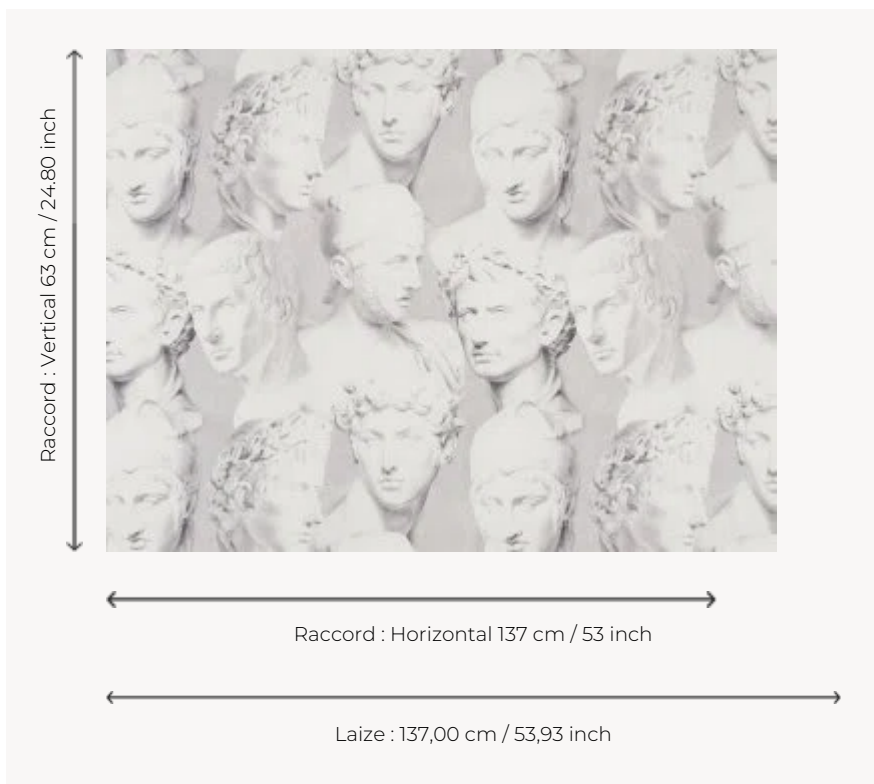 Raccord : Vertical 63 cm / 24.80 inch
Raccord : Horizontal 137 cm / 53 inch
Laize : 137,00 cm / 53,93 inch